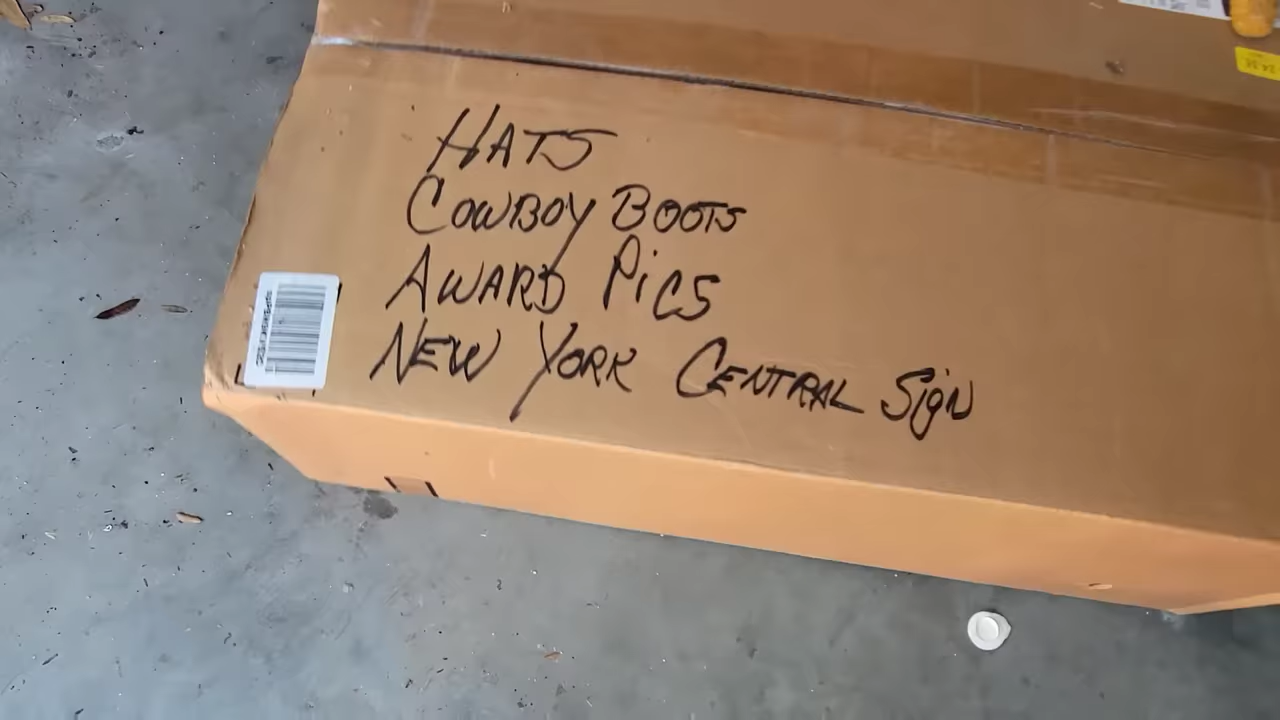 HATS
COWBOY BOOTS
AWARD PiCS
NEW YORK CENTRAL SigN